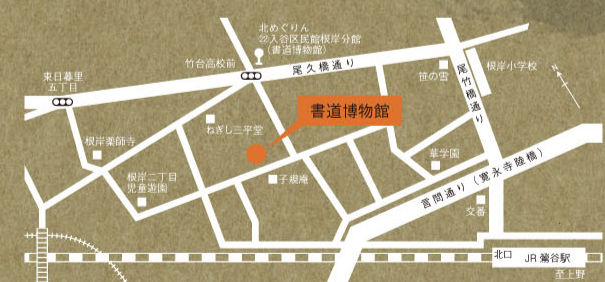 北めぐりん
㉒入谷区民館根岸分館
（書道博物館）
竹台高校前
尾久橋通り
東日暮里
五丁目
笹の雪
根岸小学校
尾竹橋通り
書道博物館
ねぎし三平堂
根岸薬師寺
根岸二丁目
児童遊園
子規庵
華学園
言問通り（寛永寺陸橋）
交番
北口
JR 鶯谷駅
至上野